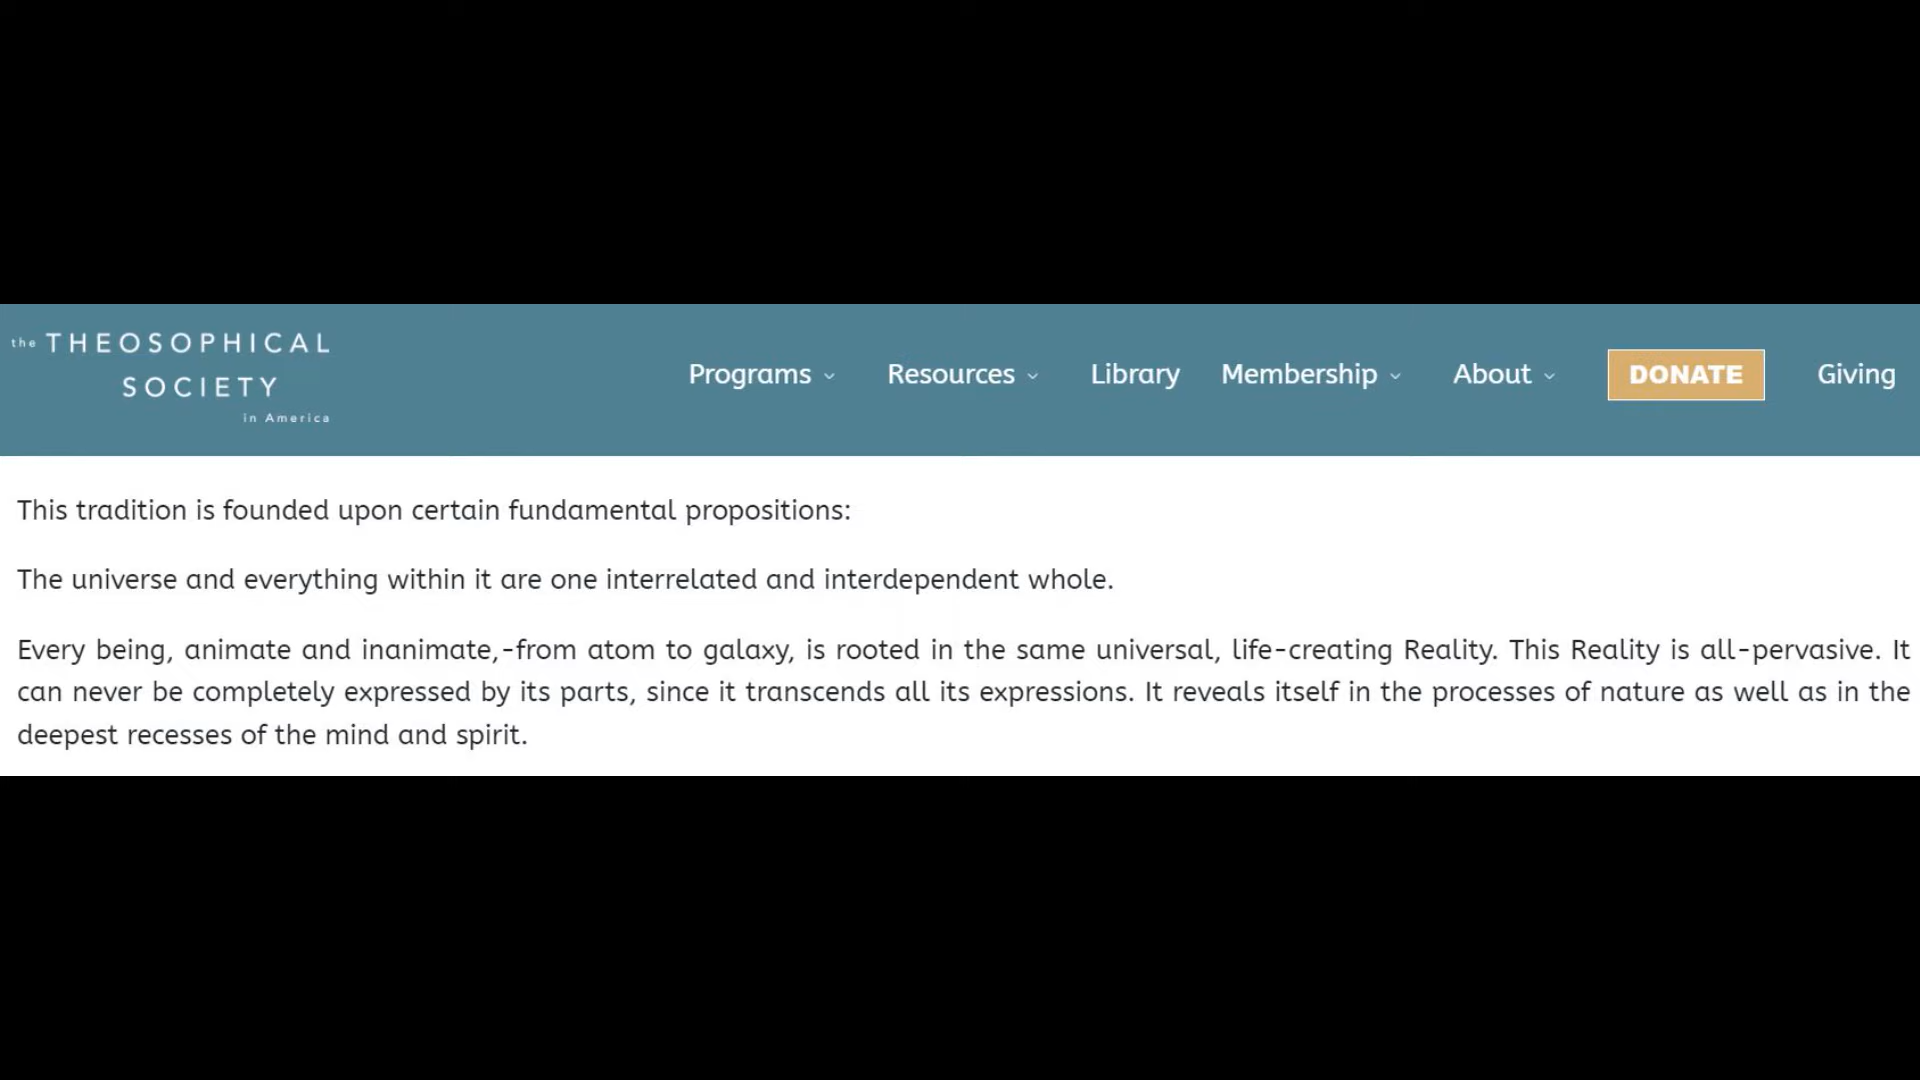 the THEOSOPHICAL
SOCIETY
in America
Programs Resources Library Membership About DONATE Giving
This tradition is founded upon certain fundamental propositions:
The universe and everything within it are one interrelated and interdependent whole.
Every being, animate and inanimate,-from atom to galaxy, is rooted in the same universal, life-creating Reality. This Reality is all-pervasive. It
can never be completely expressed by its parts, since it transcends all its expressions. It reveals itself in the processes of nature as well as in the
deepest recesses of the mind and spirit.